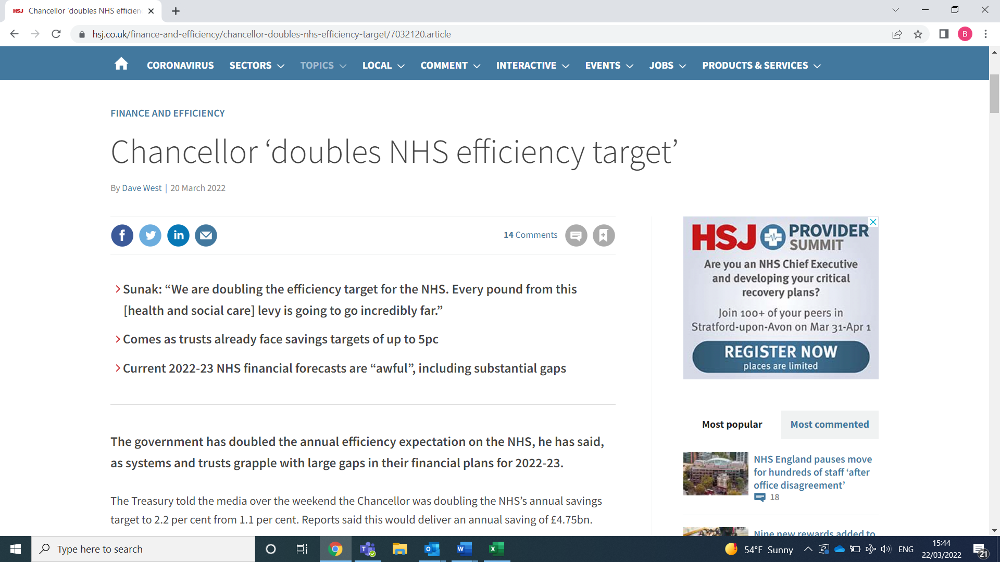 HSJ Chancellor ‘doubles NHS efficien
hsj.co.uk/finance-and-efficiency/chancellor-doubles-nhs-efficiency-target/7032120.article
B
CORONAVIRUS SECTORS TOPICS LOCAL COMMENT INTERACTIVE EVENTS JOBS PRODUCTS & SERVICES
FINANCE AND EFFICIENCY
Chancellor ‘doubles NHS efficiency target’
By Dave West | 20 March 2022
14 Comments
Sunak: “We are doubling the efficiency target for the NHS. Every pound from this
[health and social care] levy is going to go incredibly far.”
Comes as trusts already face savings targets of up to 5pc
Current 2022-23 NHS financial forecasts are “awful”, including substantial gaps
The government has doubled the annual efficiency expectation on the NHS, he has said,
as systems and trusts grapple with large gaps in their financial plans for 2022-23.
The Treasury told the media over the weekend the Chancellor was doubling the NHS’s annual savings
target to 2.2 per cent from 1.1 per cent. Reports said this would deliver an annual saving of £4.75bn.
HSJ PROVIDER
SUMMIT
Are you an NHS Chief Executive
and developing your critical
recovery plans?
Join 100+ of your peers in
Stratford-upon-Avon on Mar 31-Apr 1
REGISTER NOW
places are limited
Most popular
Most commented
NHS England pauses move
for hundreds of staff ‘after
office disagreement’
18
Nine new rewards added to
Type here to search
54°F Sunny
ENG
15:44
22/03/2022
21